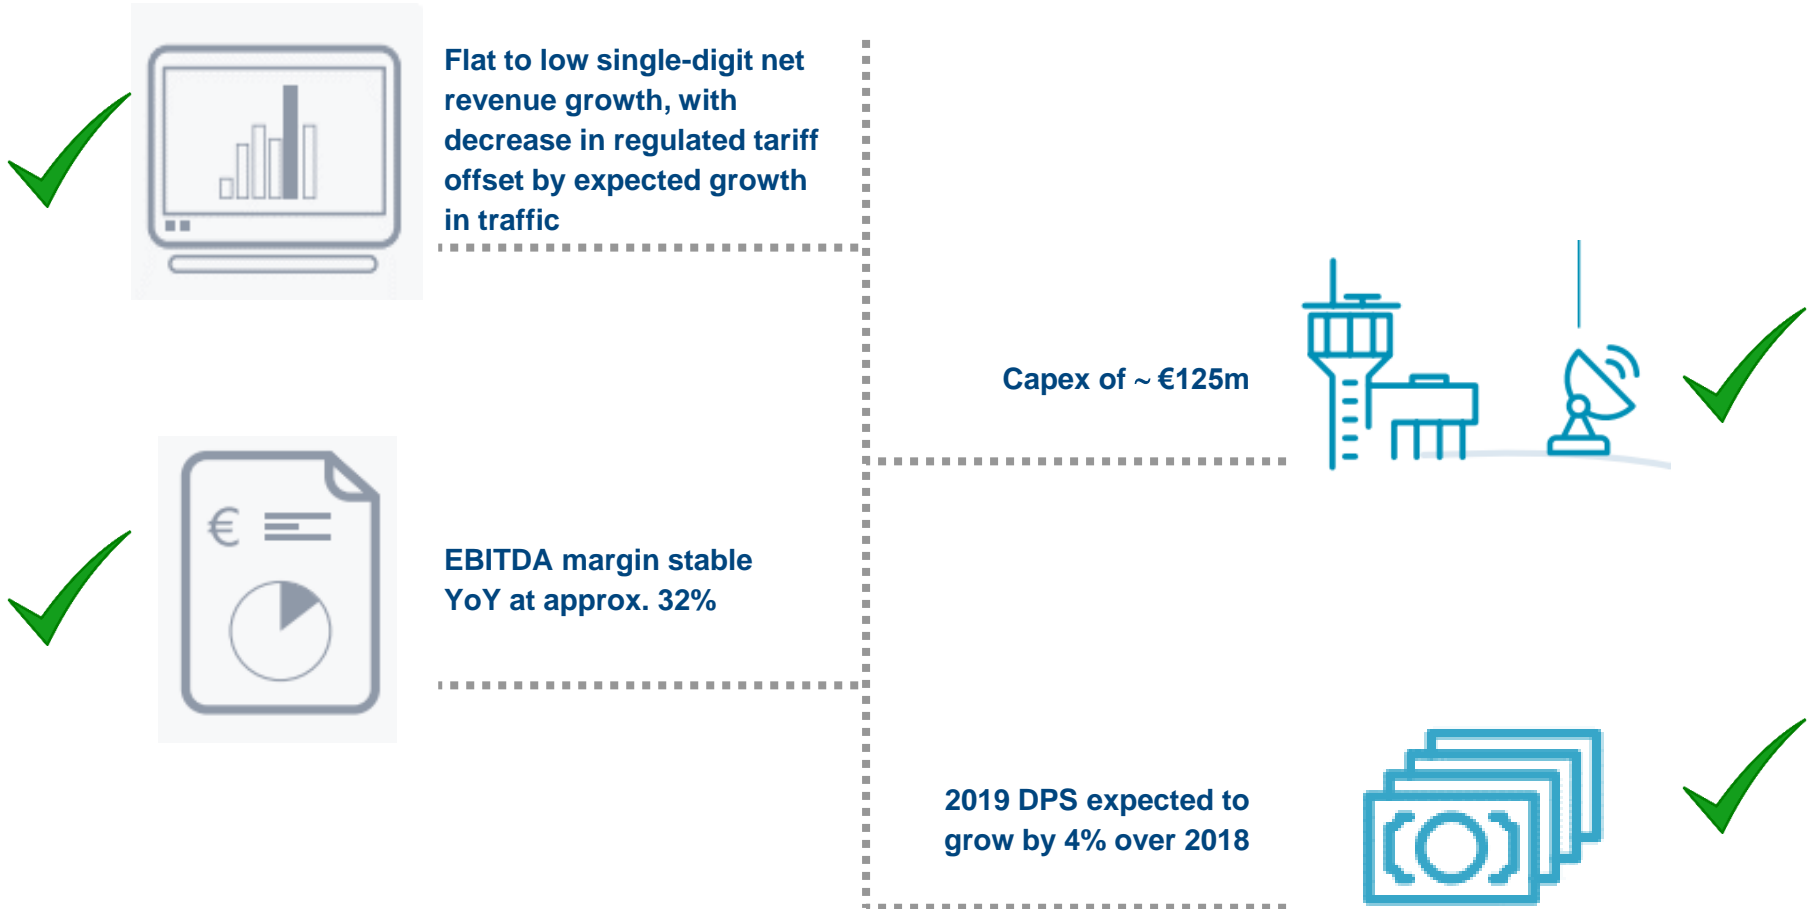 Flat to low single-digit net
revenue growth, with
decrease in regulated tariff
offset by expected growth
in traffic
Capex of ~ €125m
€
EBITDA margin stable
YoY at approx. 32%
2019 DPS expected to
grow by 4% over 2018